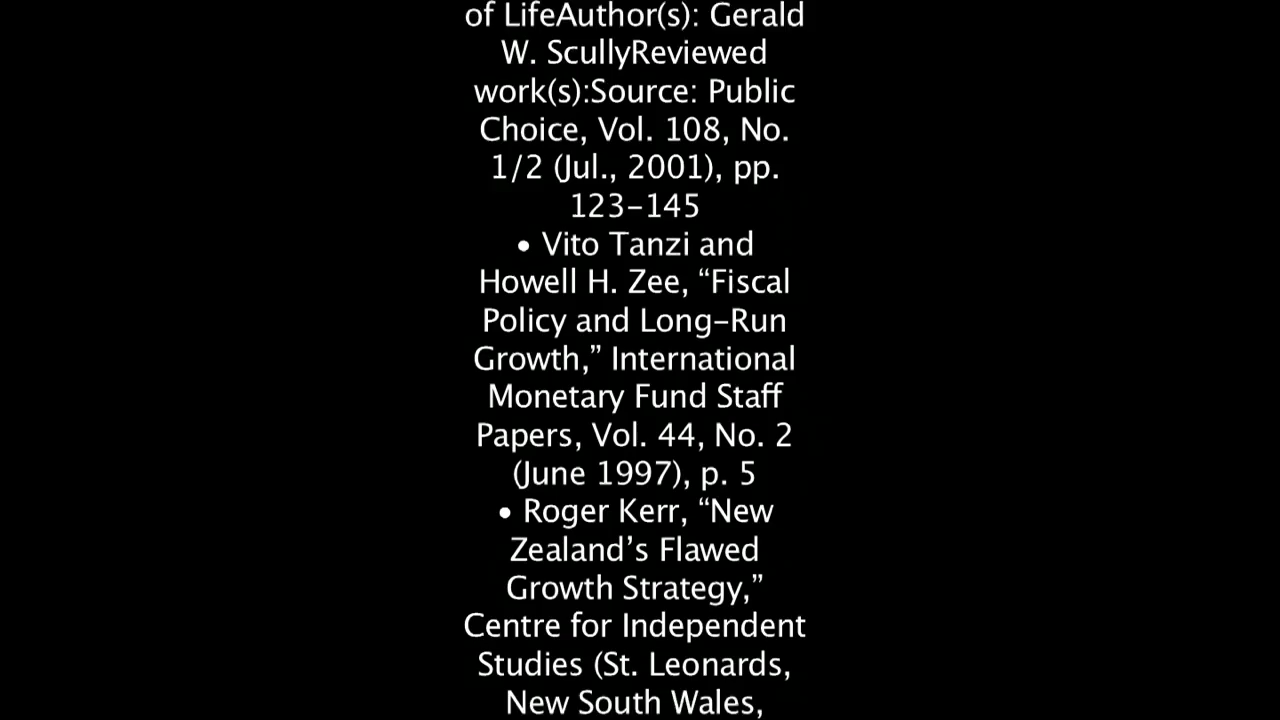 of LifeAuthor(s): Gerald
W. ScullyReviewed
work(s):Source: Public
Choice, Vol. 108, No.
1/2 (Jul., 2001), pp.
123–145
• Vito Tanzi and
Howell H. Zee, “Fiscal
Policy and Long–Run
Growth,” International
Monetary Fund Staff
Papers, Vol. 44, No. 2
(June 1997), p. 5
• Roger Kerr, “New
Zealand’s Flawed
Growth Strategy,”
Centre for Independent
Studies (St. Leonards,
New South Wales,